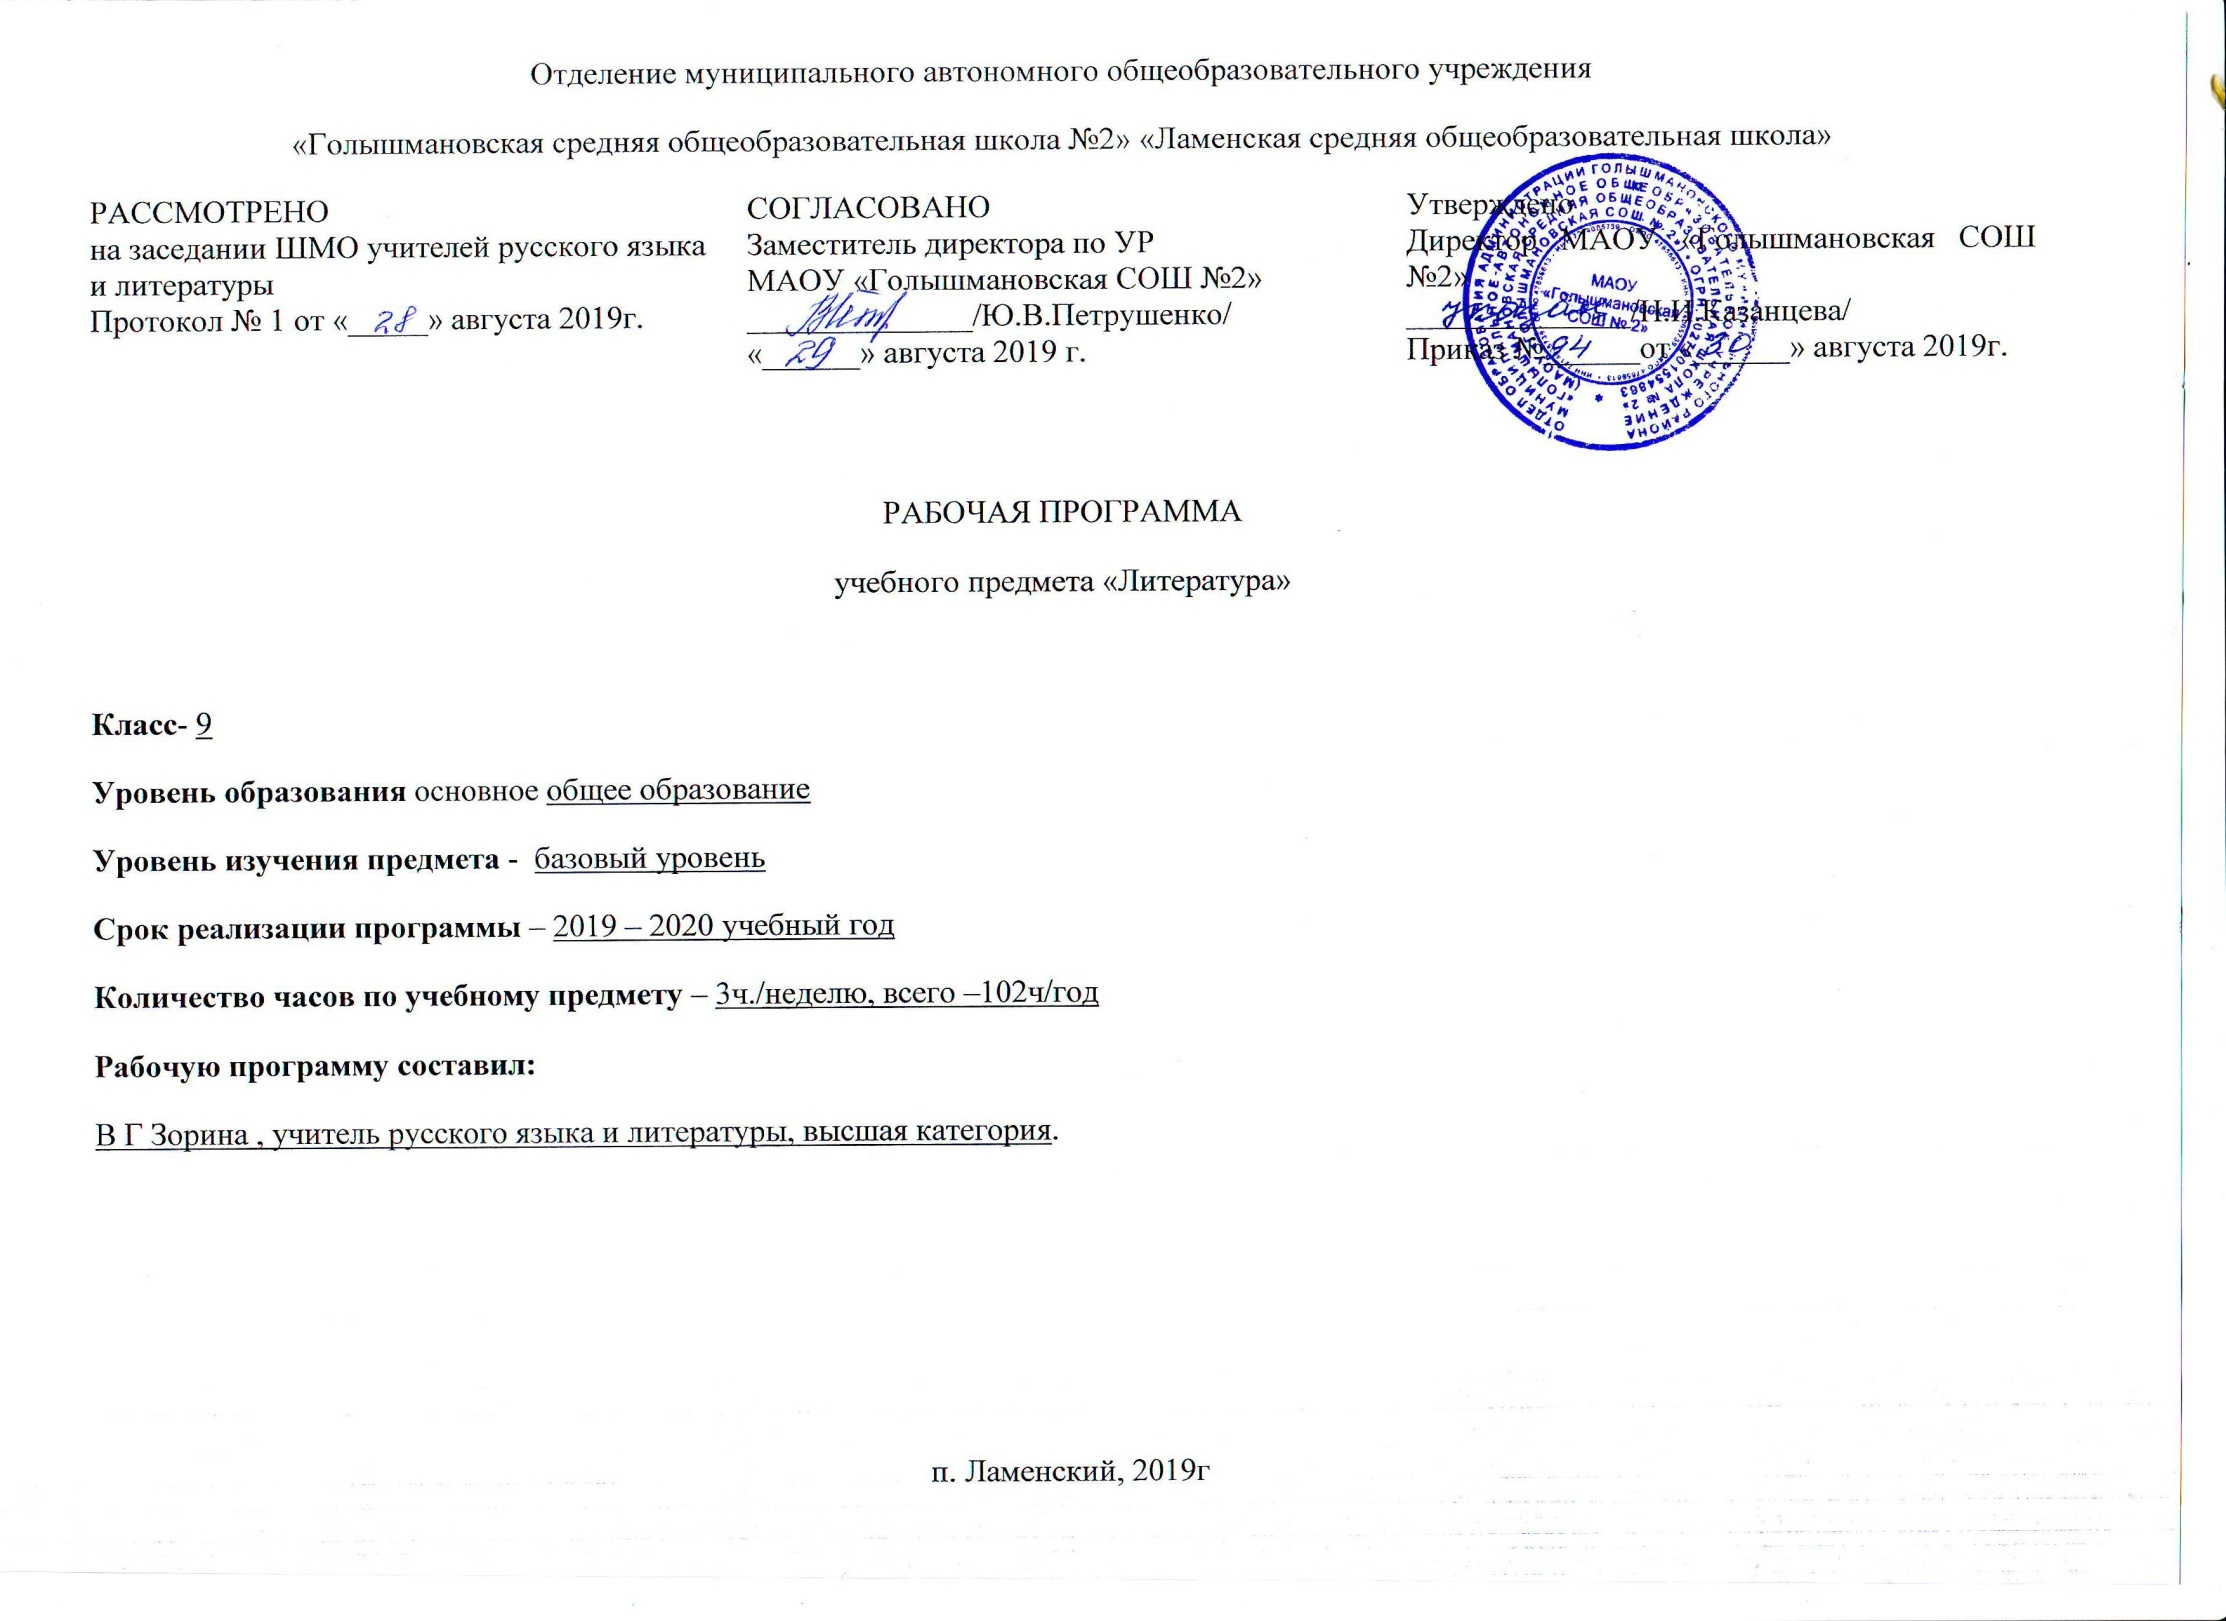 Отделение муниципального автономного общеобразовательного учреждения
«Голышмановская средняя общеобразовательная школа №2» «Ламенская средняя общеобразовательная школа»
РАССМОТРЕНО
на заседании ШМО учителей русского языка
и литературы
Протокол № 1 от «28» августа 2019г.
СОГЛАСОВАНО
Заместитель директора по УР
МАОУ «Голышмановская СОШ №2»
/Ю.В.Петрушенко/
«29» августа 2019 г.
Утверждено
Директор МАОУ «Голышмановская СОШ
№2»
/Н.И.Казанцева/
Приказ № 94 от «30» августа 2019г.
МАОУ
«Голышмановская
СОШ № 2»
РАБОЧАЯ ПРОГРАММА
учебного предмета «Литература»
Класс- 9
Уровень образования основное общее образование
Уровень изучения предмета - базовый уровень
Срок реализации программы – 2019 – 2020 учебный год
Количество часов по учебному предмету – 3ч./неделю, всего –102ч/год
Рабочую программу составил:
В Г Зорина , учитель русского языка и литературы, высшая категория.
п. Ламенский, 2019г